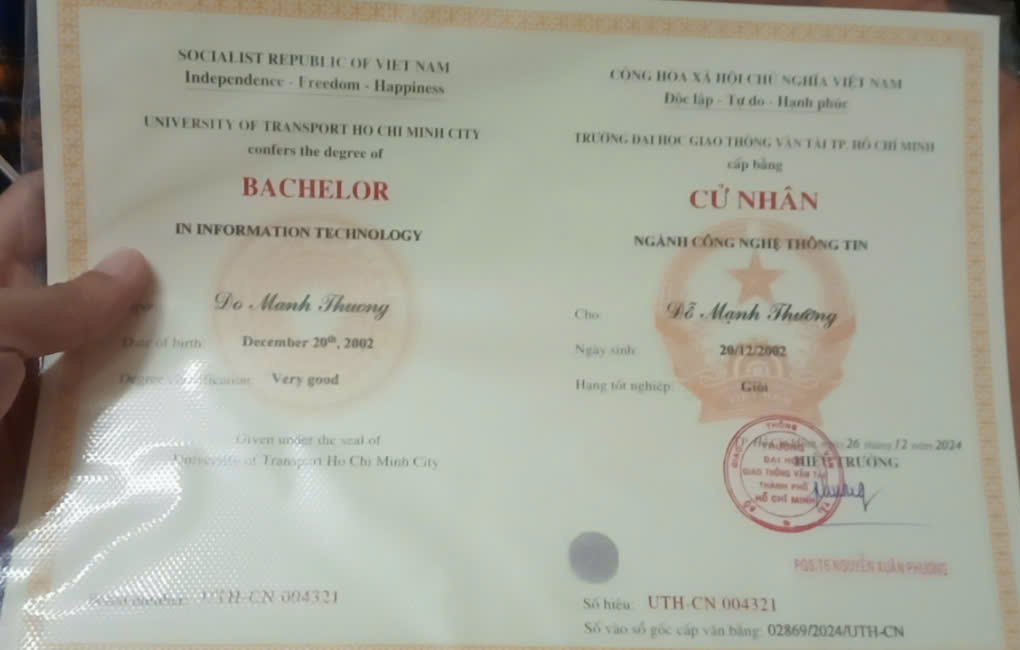 SOCIALIST REPUBLIC OF VIET NAM
Independence - Freedom - Happiness
UNIVERSITY OF TRANSPORT HO CHI MINH CITY
confers the degree of
BACHELOR
IN INFORMATION TECHNOLOGY
Do Manh Thuong
Date of birth: December 20th, 2002
Degree classification: Very good
Given under the seal of
University of Transport Ho Chi Minh City
UTH-CN 004321
CỘNG HÒA XÃ HỘI CHỦ NGHĨA VIỆT NAM
Độc lập - Tự do - Hạnh phúc
TRƯỜNG ĐẠI HỌC GIAO THÔNG VẬN TẢI TP. HỒ CHÍ MINH
cấp bằng
CỬ NHÂN
NGÀNH CÔNG NGHỆ THÔNG TIN
Cho: Đỗ Mạnh Thường
Ngày sinh: 20/12/2002
Hạng tốt nghiệp: Giỏi
26 tháng 12 năm 2024
HIỆU TRƯỞNG
TRƯỜNG
ĐẠI HỌC
GIAO THÔNG VẬN TẢI
THÀNH PHỐ
HỒ CHÍ MINH
PGS.TS NGUYỄN XUÂN PHƯƠNG
Số hiệu: UTH-CN 004321
Số vào sổ gốc cấp văn bằng: 02869/2024/UTH-CN